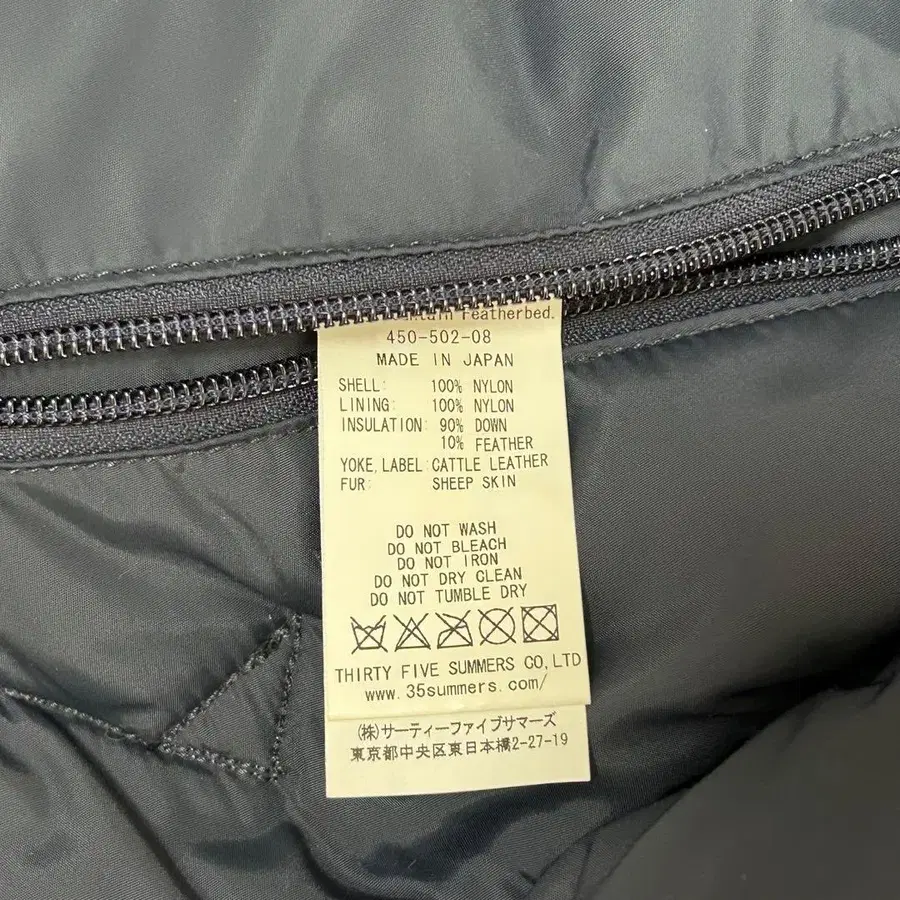 Featherbed.
450-502-08
MADE IN JAPAN
SHELL: 100% NYLON
LINING: 100% NYLON
INSULATION: 90% DOWN
10% FEATHER
YOKE, LABEL: CATTLE LEATHER
FUR: SHEEP SKIN
DO NOT WASH
DO NOT BLEACH
DO NOT IRON
DO NOT DRY CLEAN
DO NOT TUMBLE DRY
THIRTY FIVE SUMMERS CO, LTD
www.35summers.com/
(株)サーティーファイブサマーズ
東京都中央区東日本橋2-27-19